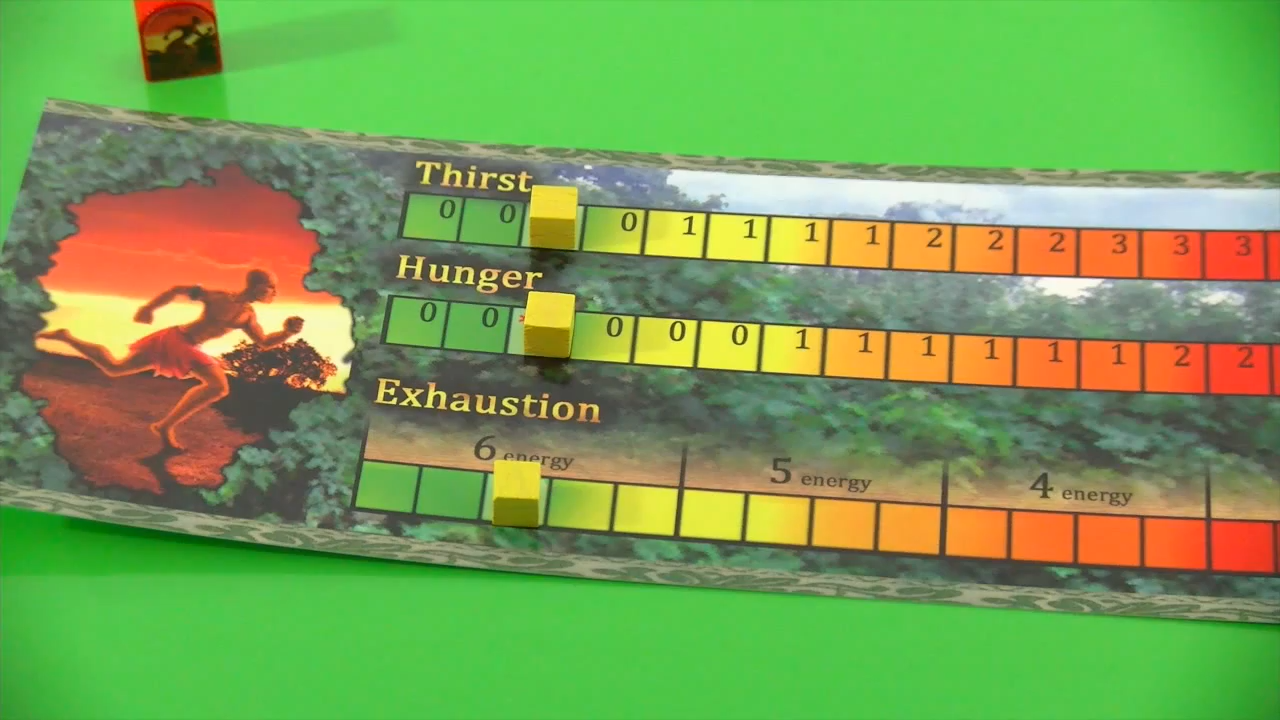 Thirst
0 0 0 1 1 1 1 2 2 2 3 3 3
Hunger
0 0 0 0 0 1 1 1 1 1 1 2 2
Exhaustion
6 energy 5 energy 4 energy